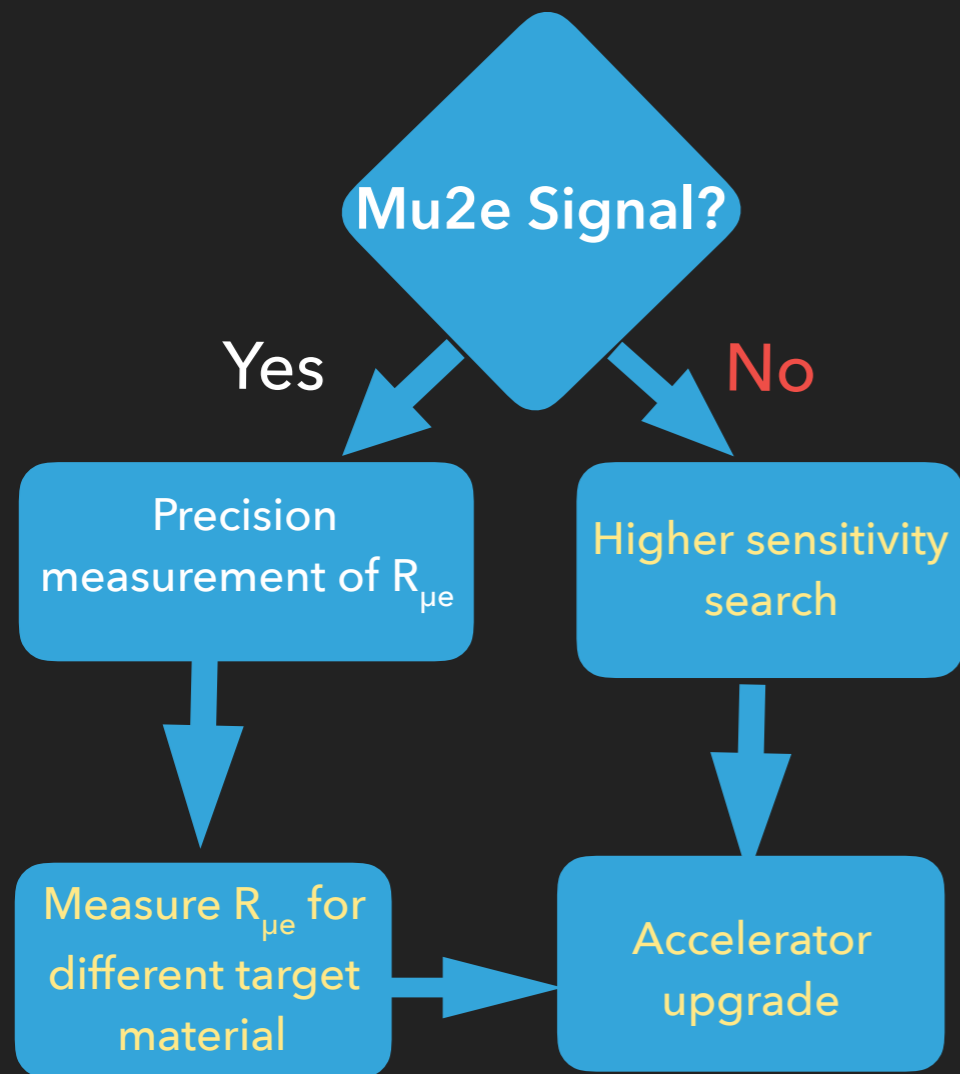 Mu2e Signal?
Yes
No
Precision
measurement of Rμe
Higher sensitivity
search
Measure Rμe for
different target
material
Accelerator
upgrade